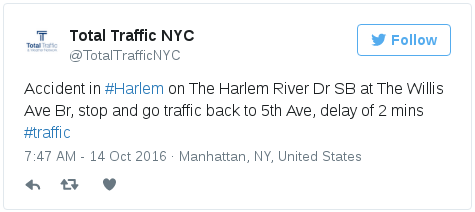 Total Traffic NYC
@TotalTrafficNYC
Follow
Total Traffic
Accident in #Harlem on The Harlem River Dr SB at The Willis
Ave Br, stop and go traffic back to 5th Ave, delay of 2 mins
#traffic
7:47 AM - 14 Oct 2016 · Manhattan, NY, United States